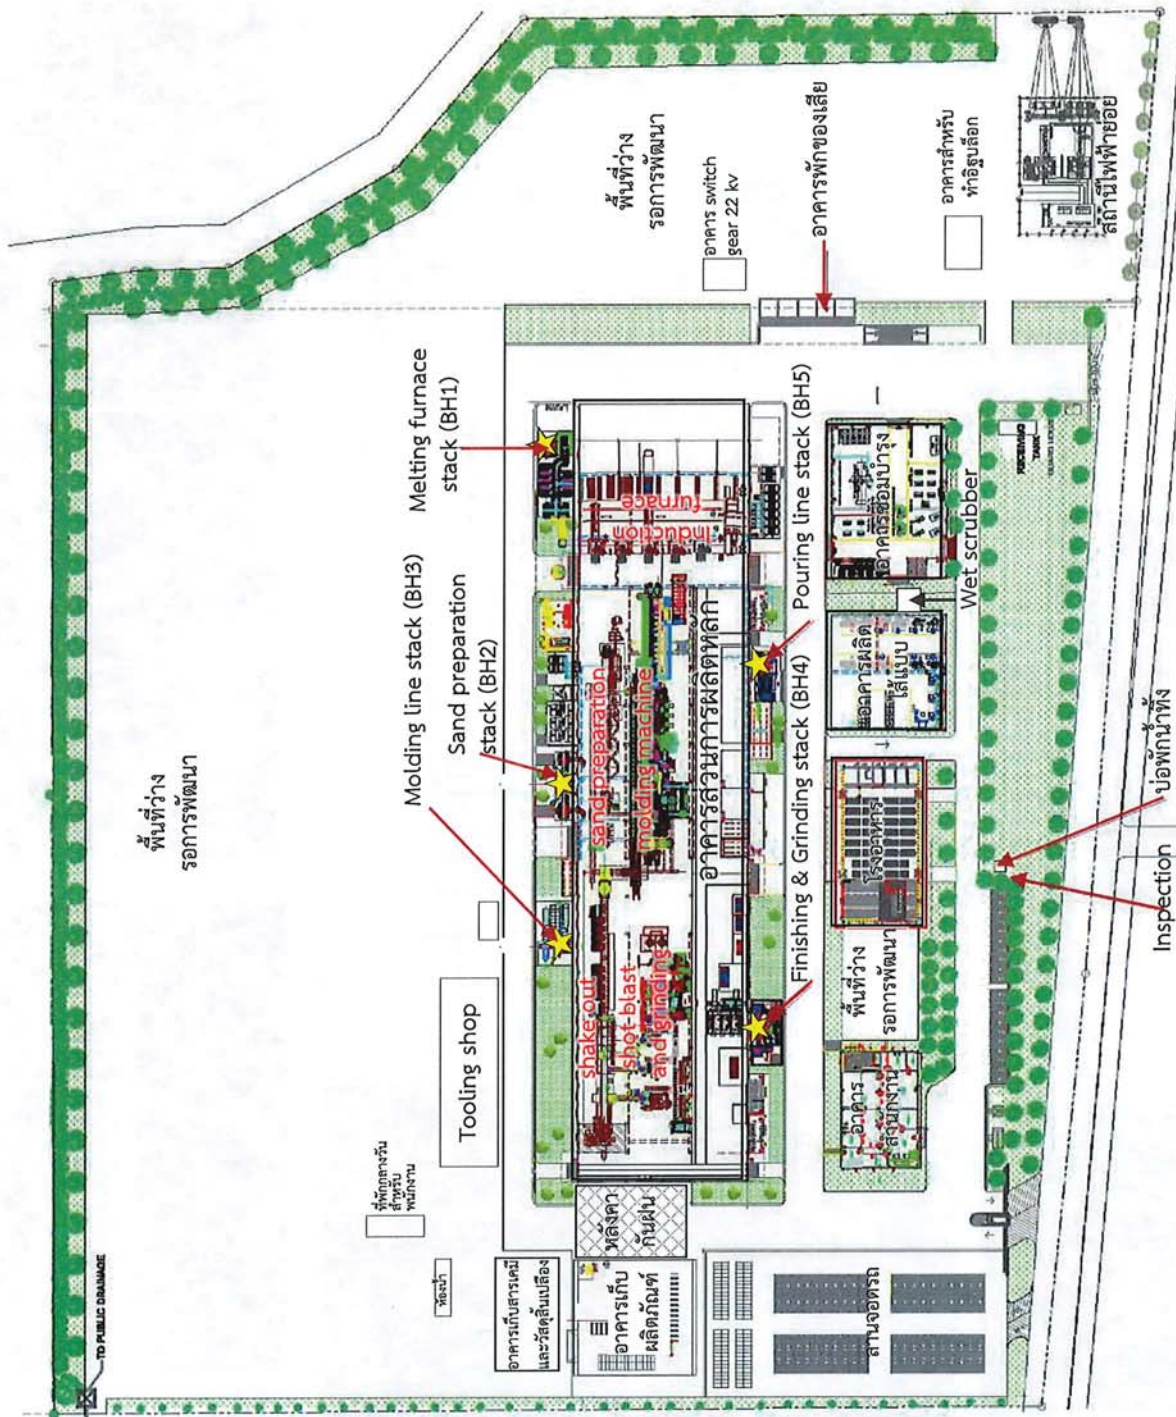 พื้นที่ว่าง
รอการพัฒนา
อาคาร switch
gear 22 kv
อาคารพักของเสีย
อาคารสำหรับ
ทำอิฐบล็อก
สถานีไฟฟ้าย่อย
Melting furnace
stack (BH1)
Molding line stack (BH3)
Sand preparation
stack (BH2)
พื้นที่ว่าง
รอการพัฒนา
Induction
furnace
sand preparation
molding machine
อาคารส่วนการผลิตหลัก
shake out
shot blast
and grinding
Pouring line stack (BH5)
Finishing & Grinding stack (BH4)
Tooling shop
ที่พักกลางวัน
สำหรับ
พนักงาน
ห้องน้ำ
TO PUBLIC DRAINAGE
อาคารเก็บสารเคมี
และวัสดุสิ้นเปลือง
หลังคา
กันฝน
อาคารเก็บ
ผลิตภัณฑ์
ลานจอดรถ
อาคารซ่อมบำรุง
Wet scrubber
อาคารผลิต
ไส้แบบ
โรงอาหาร
พื้นที่ว่าง
รอการพัฒนา
อาคาร
สำนักงาน
TANK
บ่อพักน้ำทิ้ง
Inspection